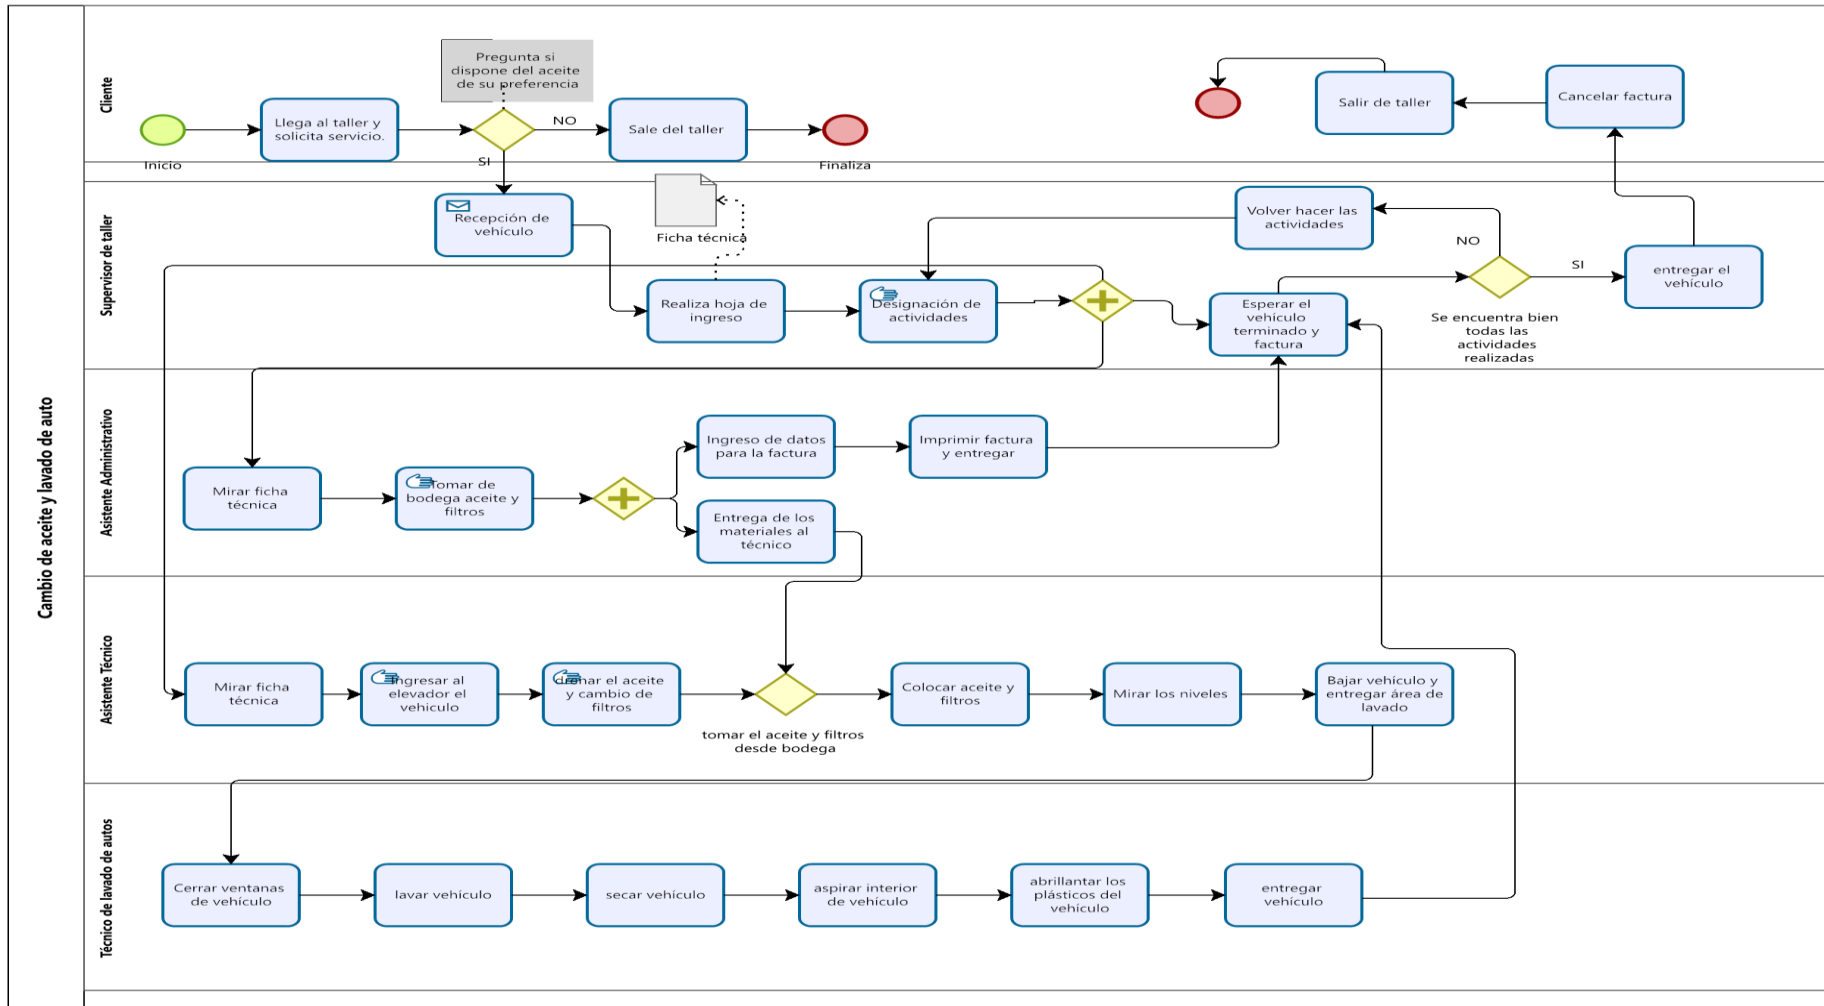 Cambio de aceite y lavado de auto
Cliente
Pregunta si
dispone del aceite
de su preferencia
Inicio
Llega al taller y
solicita servicio.
NO
SI
Sale del taller
Finaliza
Salir de taller
Cancelar factura
Supervisor de taller
Recepción de
vehículo
Ficha técnica
Realiza hoja de
ingreso
Designación de
actividades
Volver hacer las
actividades
Esperar el
vehículo
terminado y
factura
NO
SI
Se encuentra bien
todas las
actividades
realizadas
entregar el
vehículo
Asistente Administrativo
Mirar ficha
técnica
Tomar de
bodega aceite y
filtros
Ingreso de datos
para la factura
Imprimir factura
y entregar
Entrega de los
materiales al
técnico
Asistente Técnico
Mirar ficha
técnica
Ingresar al
elevador el
vehiculo
drenar el aceite
y cambio de
filtros
tomar el aceite y filtros
desde bodega
Colocar aceite y
filtros
Mirar los niveles
Bajar vehículo y
entregar área de
lavado
Técnico de lavado de autos
Cerrar ventanas
de vehículo
lavar vehículo
secar vehículo
aspirar interior
de vehículo
abrillantar los
plásticos del
vehículo
entregar
vehículo